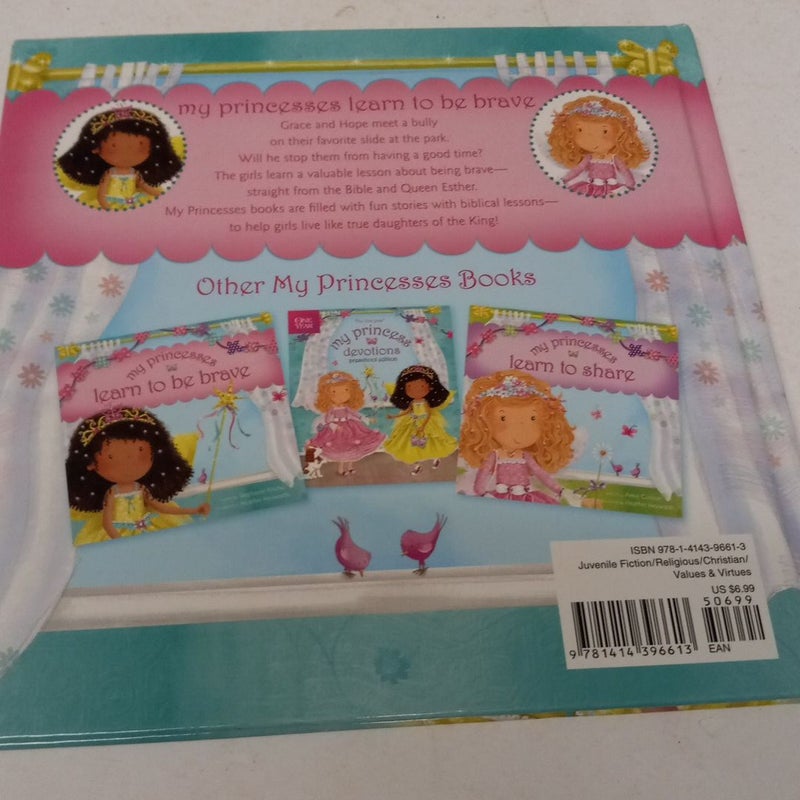 my princesses learn to be brave
Grace and Hope meet a bully
on their favorite slide at the park.
Will he stop them from having a good time?
The girls learn a valuable lesson about being brave—
straight from the Bible and Queen Esther.
My Princesses books are filled with fun stories with biblical lessons—
to help girls live like true daughters of the King!
Other My Princesses Books
my princesses
learn to be brave
ONE
YEAR
my princess
devotions
preschool edition
my princesses
learn to share
ISBN 978-1-4143-9661-3
Juvenile Fiction/Religious/Christian/
Values & Virtues
US $6.99
50699
9 781414 396613
EAN